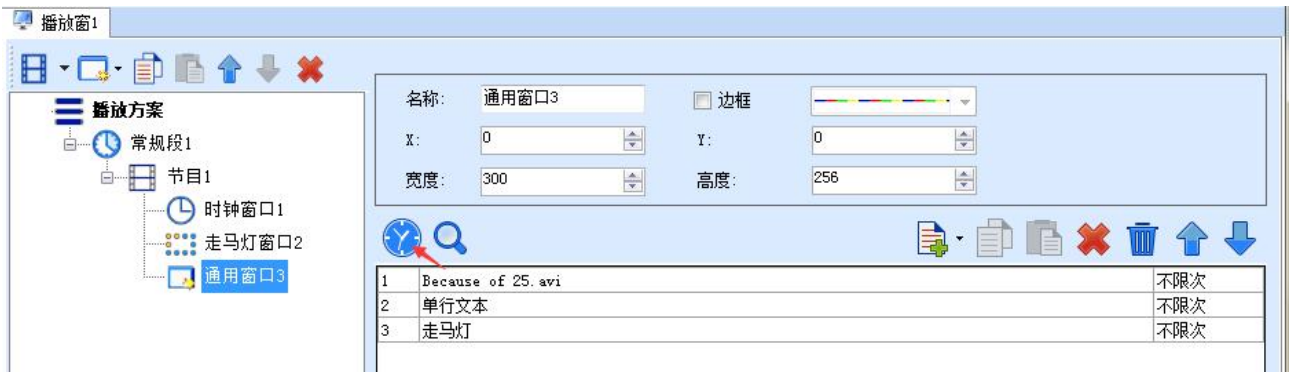 播放窗1
播放方案
常规段1
节目1
时钟窗口1
走马灯窗口2
通用窗口3
名称: 通用窗口3 边框
X: 0 Y: 0
宽度: 300 高度: 256
1 Because of 25.avi 不限次
2 单行文本 不限次
3 走马灯 不限次